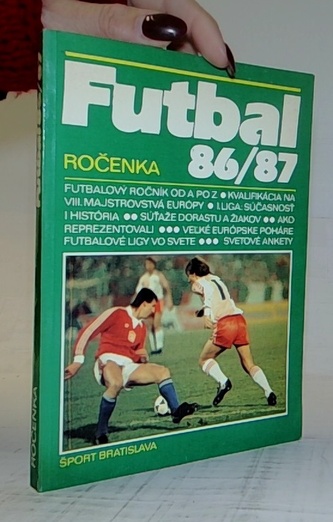 Futbal
ROČENKA 86/87
FUTBALOVÝ ROČNÍK OD A PO Z ● KVALIFIKÁCIA NA
VIII. MAJSTROVSTVÁ EURÓPY ● I. LIGA: SÚČASNOSŤ
I HISTÓRIA ●● SÚŤAŽE DORASTU A ŽIAKOV ●● AKO
REPREZENTOVALI ●●● VEĽKÉ EURÓPSKE POHÁRE
FUTBALOVÉ LIGY VO SVETE ●●● SVETOVÉ ANKETY
ŠPORT BRATISLAVA
ROČENKA